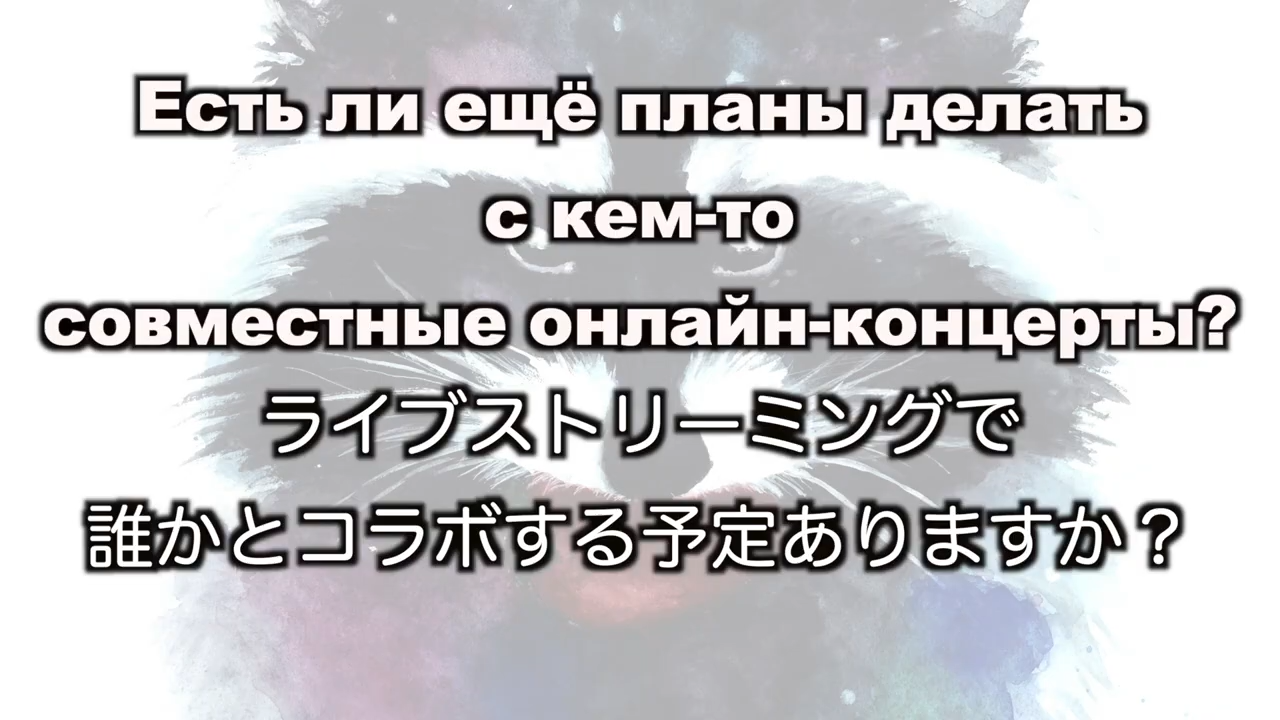 Есть ли ещё планы делать
с кем-то
совместные онлайн-концерты?
ライブストリーミングで
誰かとコラボする予定ありますか？